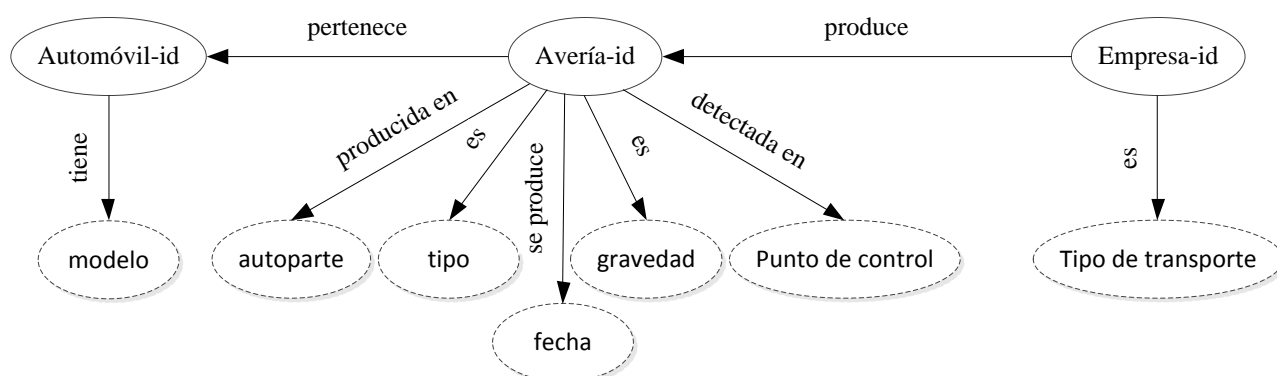 pertenece
produce
Automóvil-id
Avería-id
Empresa-id
tiene
producida en
es
se produce
es
detectada en
es
modelo
autoparte
tipo
gravedad
Punto de control
Tipo de transporte
fecha